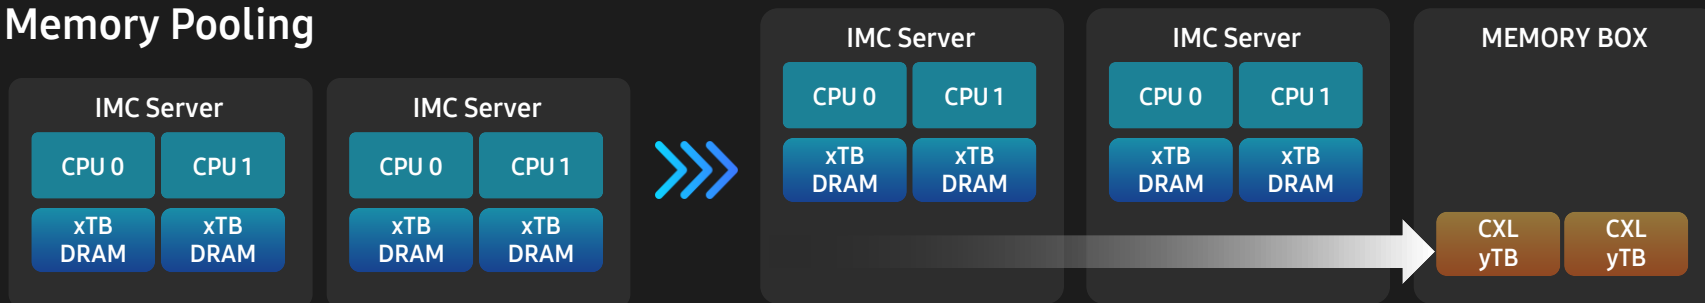 Memory Pooling
IMC Server
CPU 0
CPU 1
xTB
DRAM
xTB
DRAM
IMC Server
CPU 0
CPU 1
xTB
DRAM
xTB
DRAM
IMC Server
CPU 0
CPU 1
xTB
DRAM
xTB
DRAM
IMC Server
CPU 0
CPU 1
xTB
DRAM
xTB
DRAM
MEMORY BOX
CXL
yTB
CXL
yTB